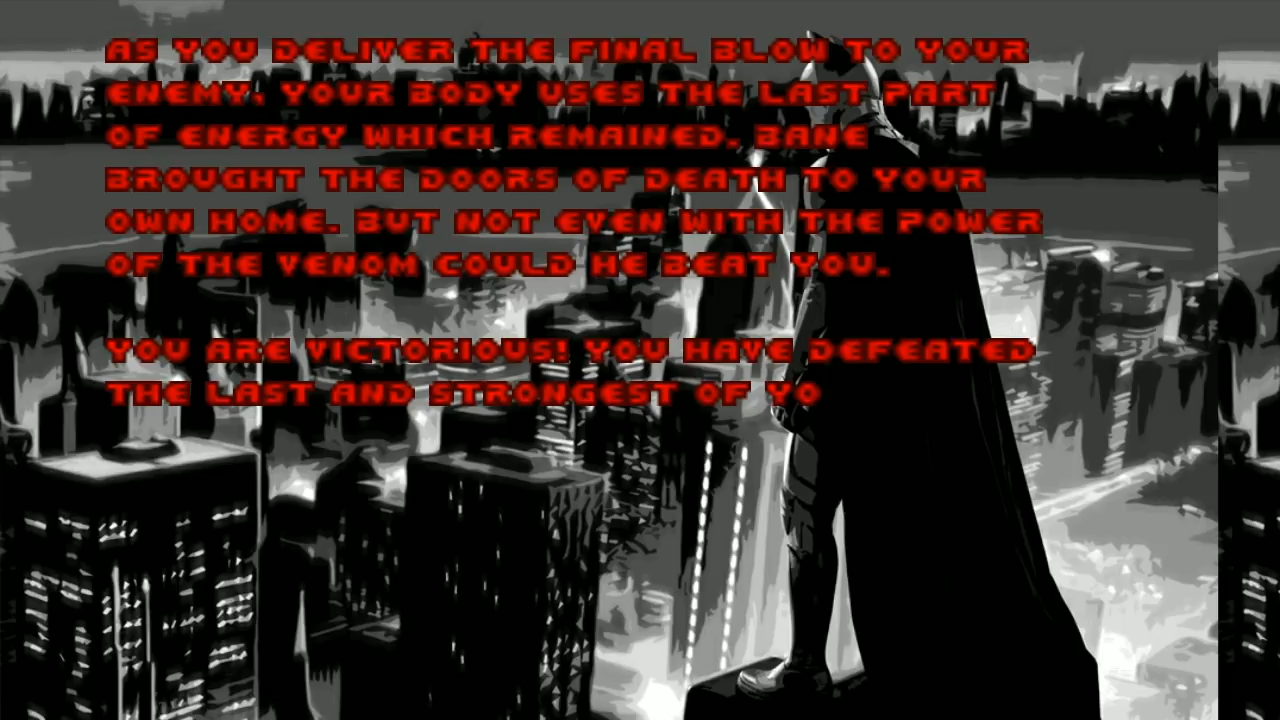 AS YOU DELIVER THE FINAL BLOW TO YOUR
ENEMY, YOUR BODY USES THE LAST PART
OF ENERGY WHICH REMAINED. BANE
BROUGHT THE DOORS OF DEATH TO YOUR
OWN HOME. BUT NOT EVEN WITH THE POWER
OF THE VENOM COULD HE BEAT YOU.
YOU ARE VICTORIOUS! YOU HAVE DEFEATED
THE LAST AND STRONGEST OF YO